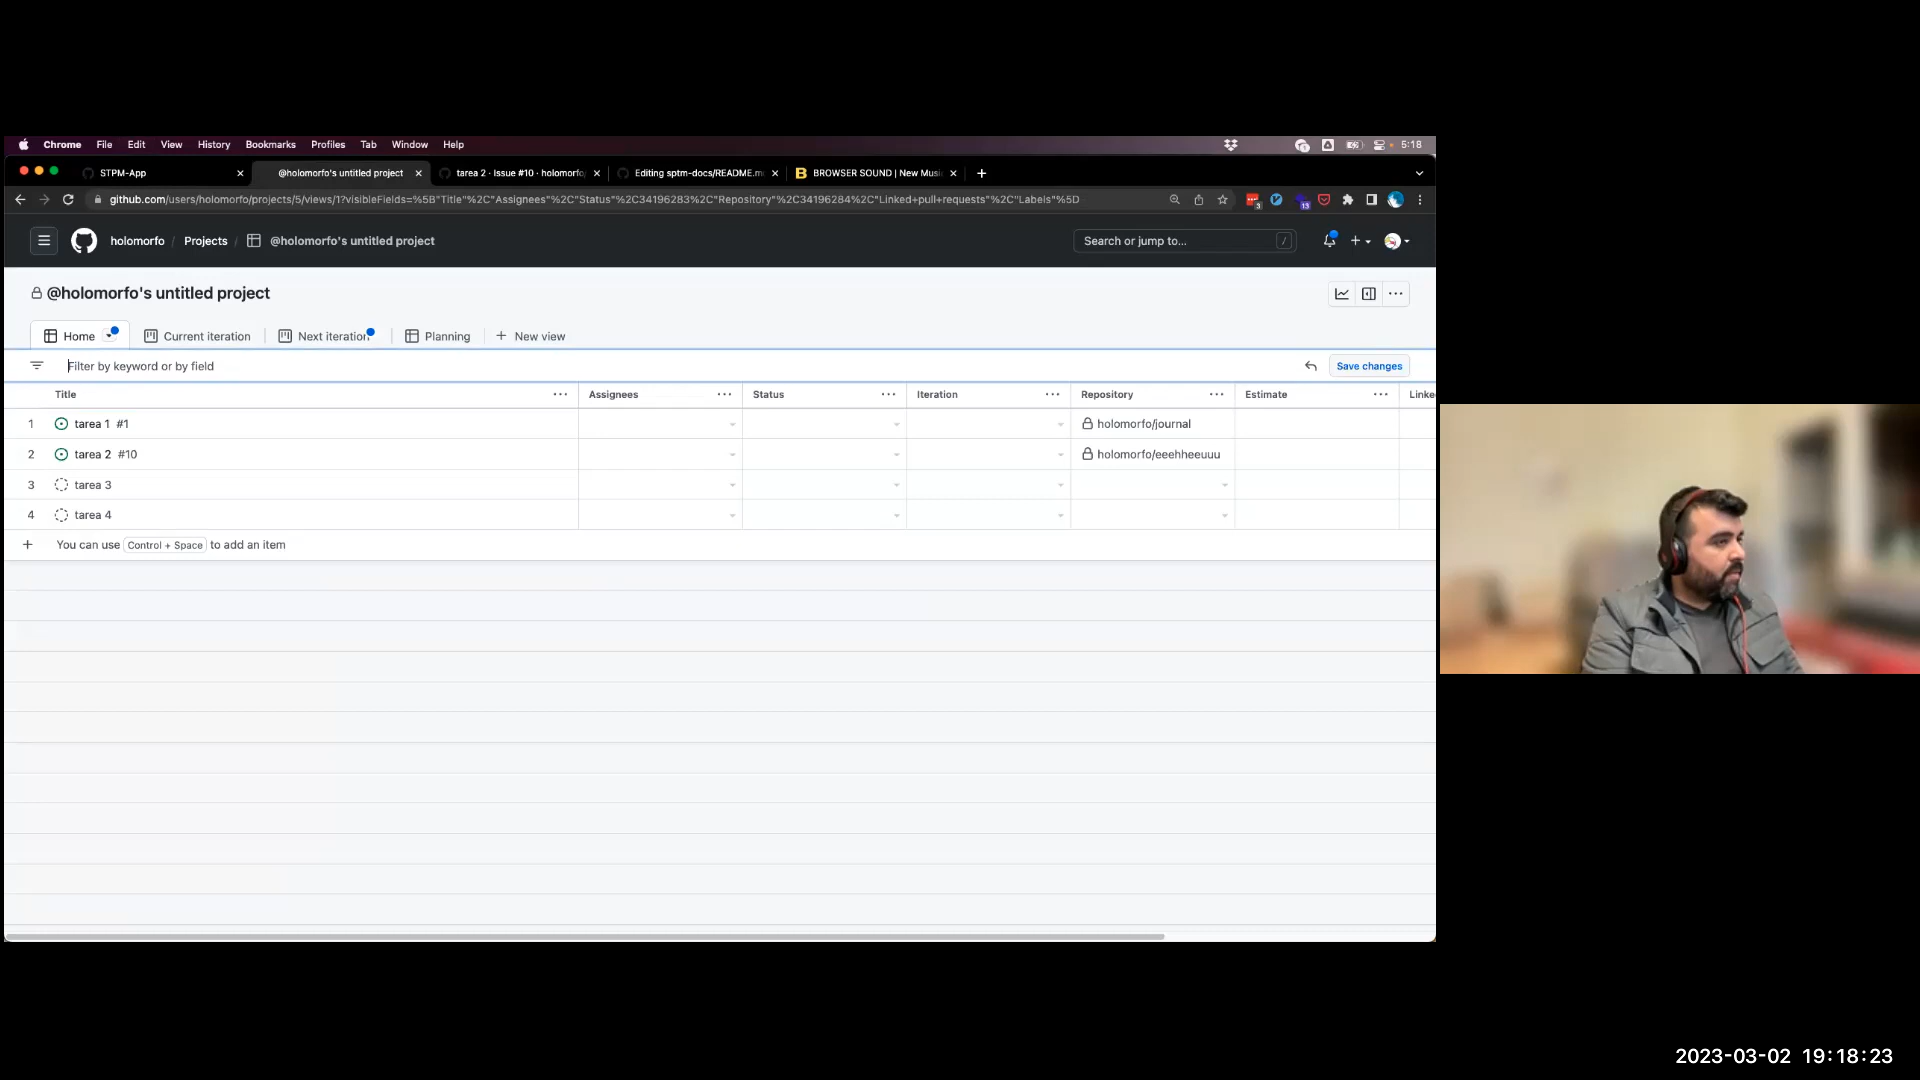 Chrome File Edit View History Bookmarks Profiles Tab Window Help 5:18
STPM-App @holomorfo's untitled project tarea 2 · Issue #10 · holomorfo/ Editing sptm-docs/README.m BROWSER SOUND | New Musi
github.com/users/holomorfo/projects/5/views/1?visibleFields=%5B"Title"%2C"Assignees"%2C"Status"%2C34196283%2C"Repository"%2C34196284%2C"Linked+pull+requests"%2C"Labels"%5D
holomorfo / Projects / @holomorfo's untitled project Search or jump to... /
@holomorfo's untitled project
Home Current iteration Next iteration Planning + New view
Filter by keyword or by field Save changes
Title Assignees Status Iteration Repository Estimate Linke
1 tarea 1 #1 holomorfo/journal
2 tarea 2 #10 holomorfo/eeehheeuuu
3 tarea 3
4 tarea 4
+ You can use Control + Space to add an item
2023-03-02 19:18:23